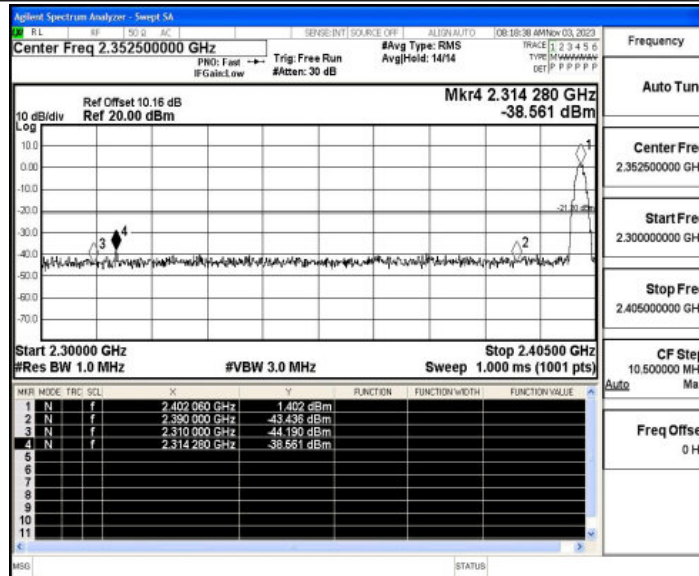 Agilent Spectrum Analyzer - Swept SA
RL RF 50 Ω AC SENSE:INT SOURCE OFF ALIGN AUTO 08:18:38 AM Nov 03, 2023
Center Freq 2.352500000 GHz
PNO: Fast
IFGain:Low
Trig: Free Run
#Atten: 30 dB
#Avg Type: RMS
Avg|Hold: 14/14
TRACE 1 2 3 4 5 6
TYPE M W W W W W
DET P P P P P P
Mkr4 2.314 280 GHz
-38.561 dBm
Ref Offset 10.16 dB
10 dB/div Ref 20.00 dBm
Log
10.0
0.00
-10.0
-20.0
-30.0
-40.0
-50.0
-60.0
-70.0
1
2
3
4
Start 2.30000 GHz Stop 2.40500 GHz
#Res BW 1.0 MHz #VBW 3.0 MHz Sweep 1.000 ms (1001 pts)
MKR MODE TRC SCL X Y FUNCTION FUNCTION WIDTH FUNCTION VALUE
1 N f 2.402 060 GHz 1.402 dBm
2 N f 2.390 000 GHz -43.436 dBm
3 N f 2.310 000 GHz -44.190 dBm
4 N f 2.314 280 GHz -38.561 dBm
5
6
7
8
9
10
11
MSG STATUS
Frequency
Auto Tun
Center Fre
2.352500000 GH
Start Fre
2.300000000 GH
Stop Fre
2.405000000 GH
CF Step
10.500000 MH
Auto Ma
Freq Offse
0 H